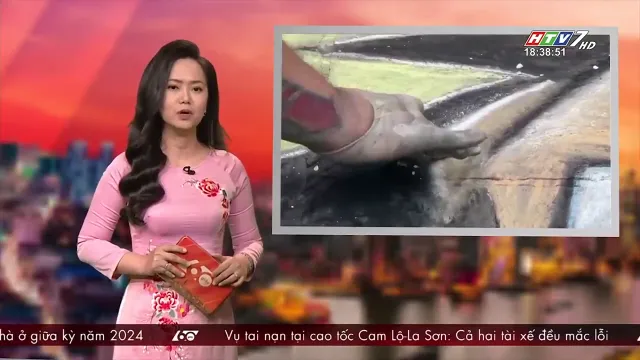 HTV7 HD
18:38:51
hà ở giữa kỳ năm 2024 60 Vụ tai nạn tại cao tốc Cam Lộ-La Sơn: Cả hai tài xế đều mắc lỗi